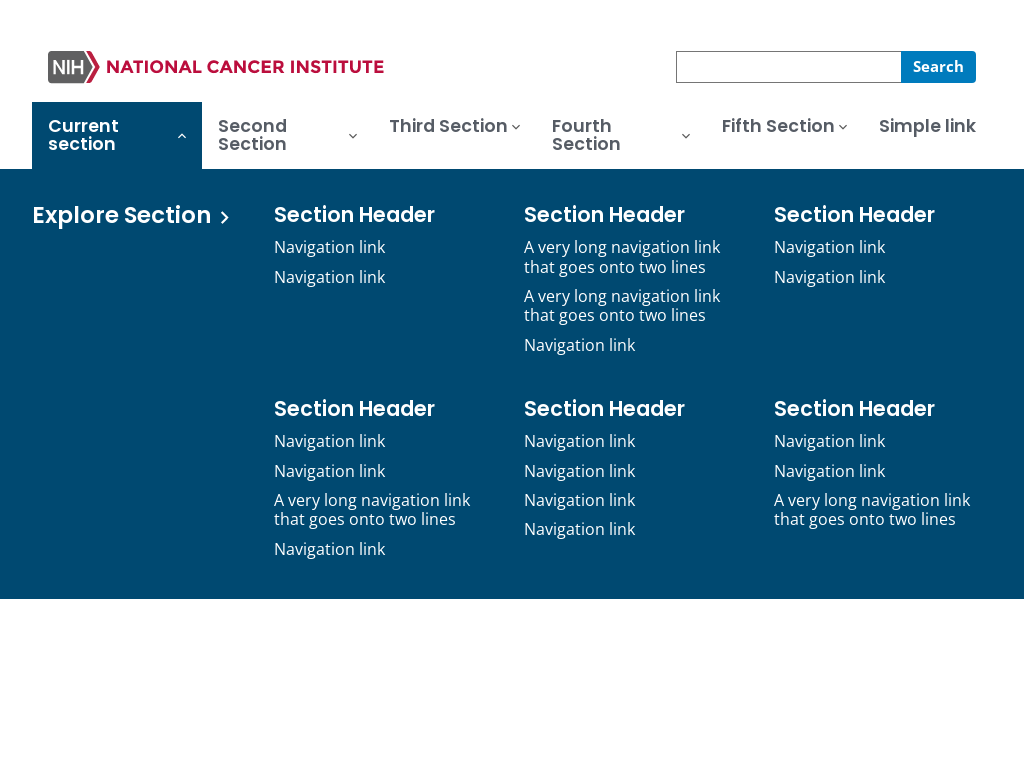 NIH NATIONAL CANCER INSTITUTE
Search
Current
section
Second
Section
Third Section
Fourth
Section
Fifth Section
Simple link
Explore Section
Section Header
Navigation link
Navigation link
Section Header
A very long navigation link
that goes onto two lines
A very long navigation link
that goes onto two lines
Navigation link
Section Header
Navigation link
Navigation link
Section Header
Navigation link
Navigation link
A very long navigation link
that goes onto two lines
Navigation link
Section Header
Navigation link
Navigation link
Navigation link
Navigation link
Section Header
Navigation link
Navigation link
A very long navigation link
that goes onto two lines